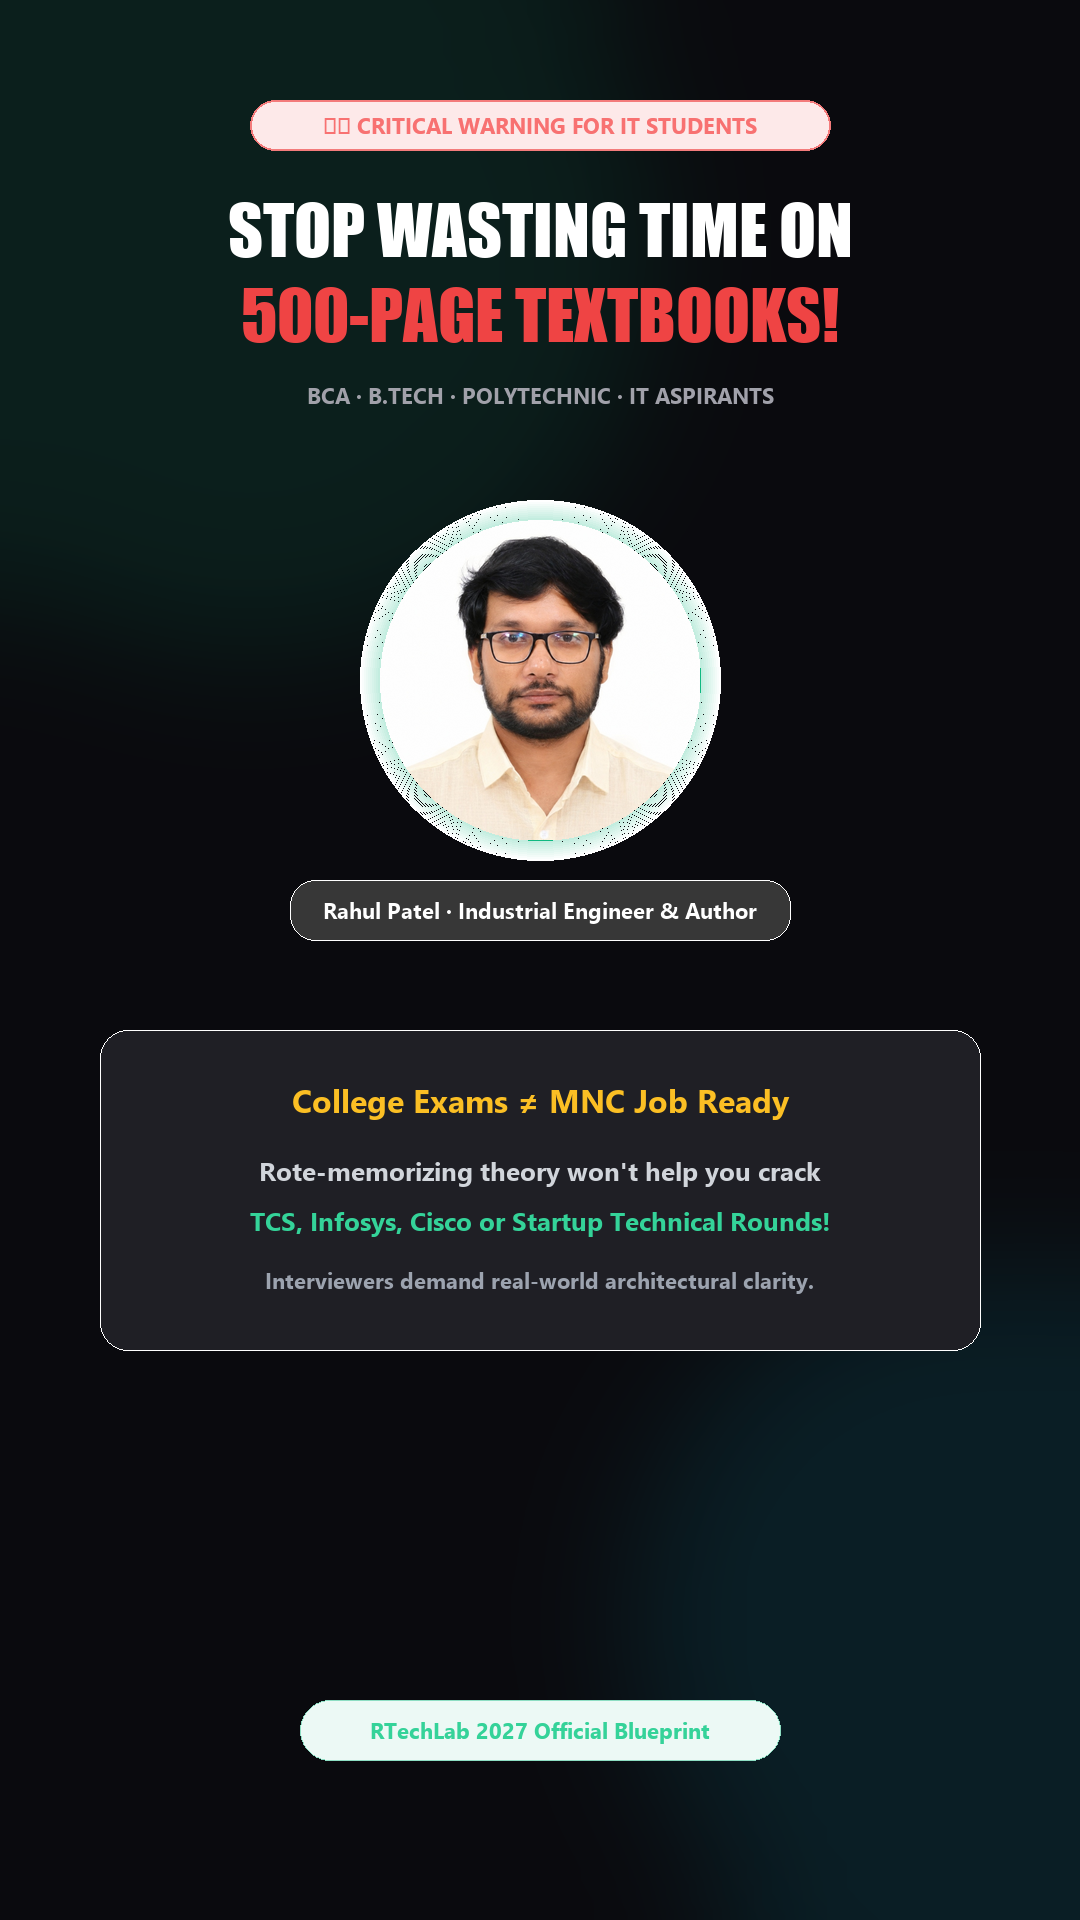 CRITICAL WARNING FOR IT STUDENTS
STOP WASTING TIME ON
500-PAGE TEXTBOOKS!
BCA · B.TECH · POLYTECHNIC · IT ASPIRANTS
Rahul Patel · Industrial Engineer & Author
College Exams ≠ MNC Job Ready
Rote-memorizing theory won't help you crack
TCS, Infosys, Cisco or Startup Technical Rounds!
Interviewers demand real-world architectural clarity.
RTechLab 2027 Official Blueprint